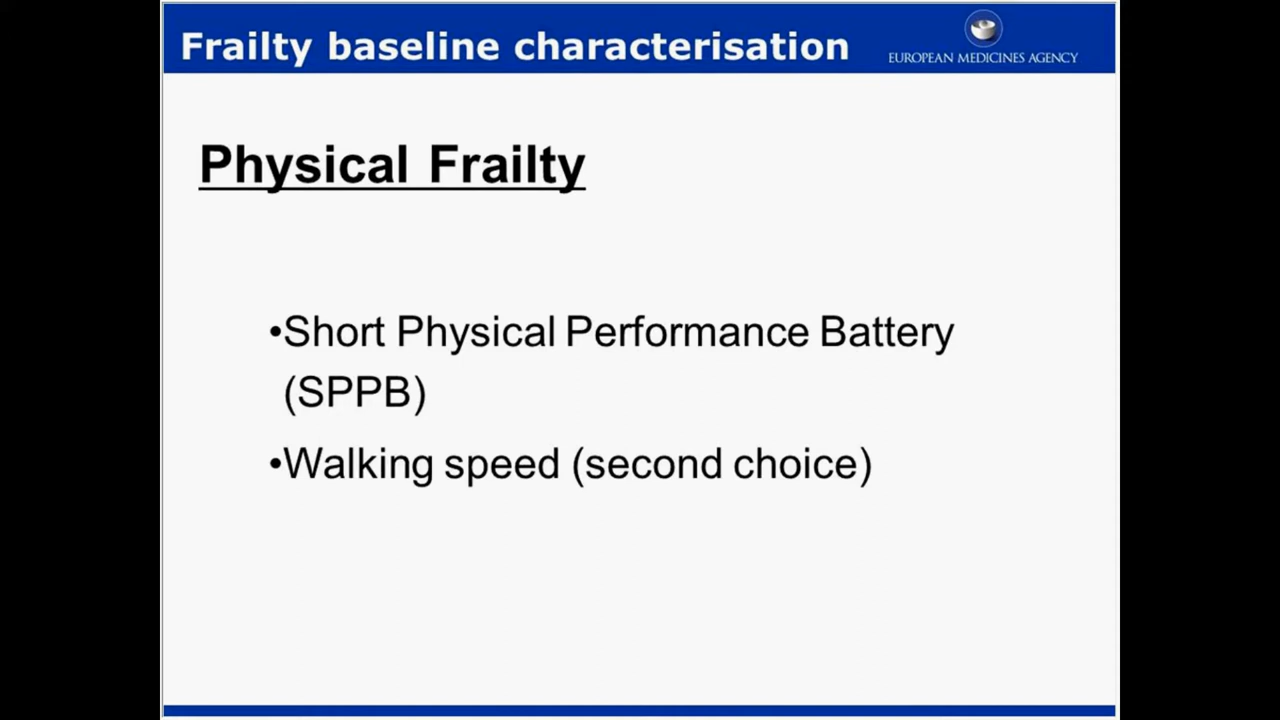 Frailty baseline characterisation
EUROPEAN MEDICINES AGENCY
Physical Frailty
•Short Physical Performance Battery
(SPPB)
•Walking speed (second choice)